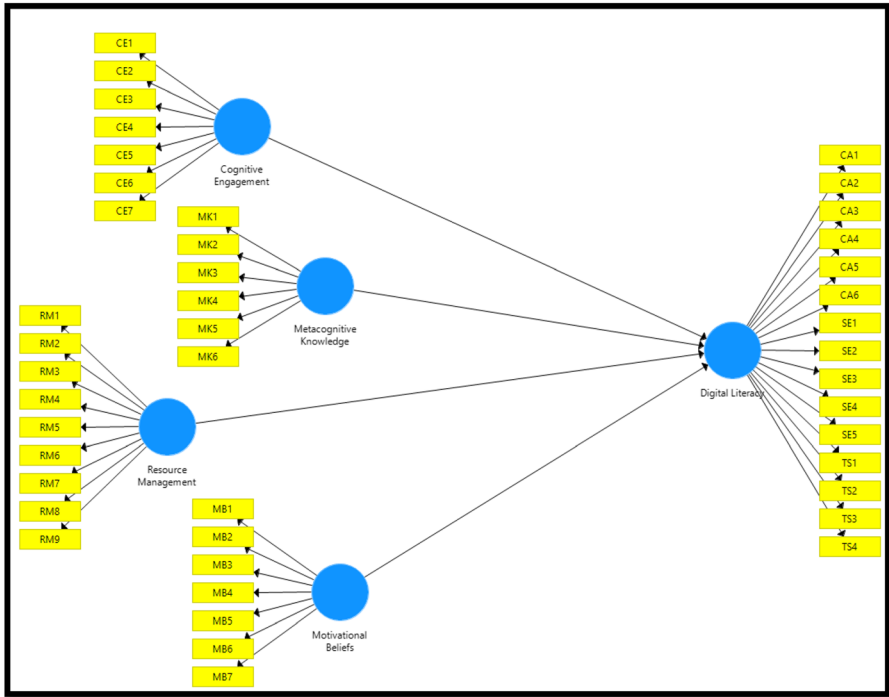 CE1
CE2
CE3
CE4
CE5
CE6
CE7
Cognitive
Engagement
MK1
MK2
MK3
MK4
MK5
MK6
Metacognitive
Knowledge
RM1
RM2
RM3
RM4
RM5
RM6
RM7
RM8
RM9
Resource
Management
MB1
MB2
MB3
MB4
MB5
MB6
MB7
Motivational
Beliefs
Digital Literacy
CA1
CA2
CA3
CA4
CA5
CA6
SE1
SE2
SE3
SE4
SE5
TS1
TS2
TS3
TS4